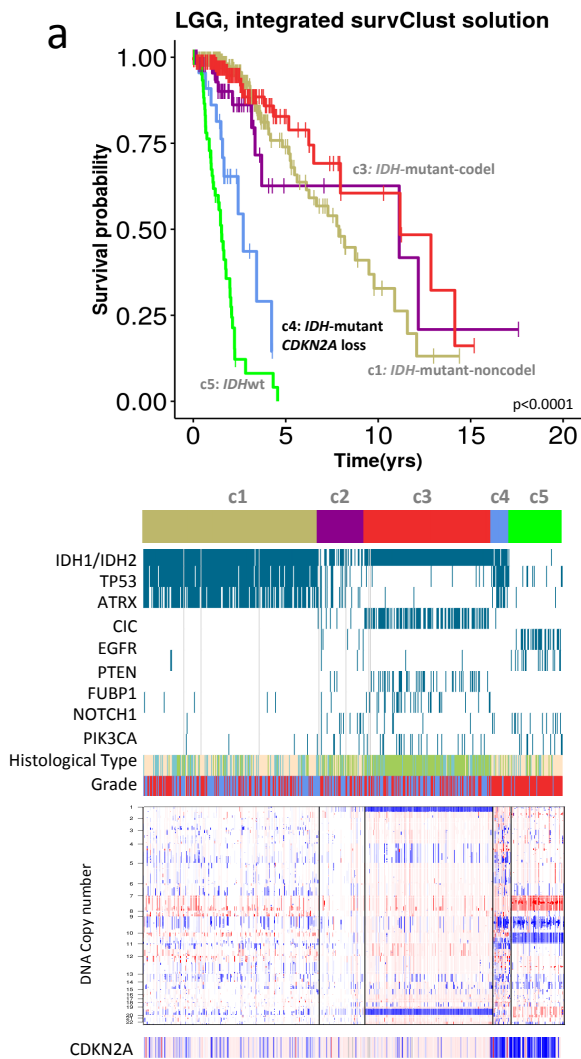 a
LGG, integrated survClust solution
1.00
0.75
0.50
0.25
0.00
Survival probability
c3: IDH-mutant-codel
c4: IDH-mutant
CDKN2A loss
c1: IDH-mutant-noncodel
c5: IDHwt
p<0.0001
0 5 10 15 20
Time(yrs)
c1 c2 c3 c4 c5
IDH1/IDH2
TP53
ATRX
CIC
EGFR
PTEN
FUBP1
NOTCH1
PIK3CA
Histological Type
Grade
DNA Copy number
1
2
3
4
5
6
7
8
9
10
11
12
13
14
15
16
17
18
19
20
22
CDKN2A